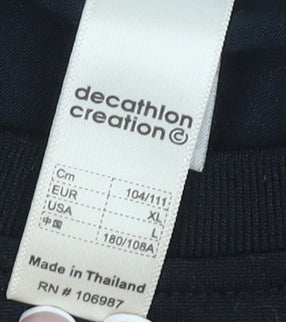 decathlon
creation©
Cm 104/111
EUR XL
USA L
中国 180/108A
Made in Thailand
RN # 106987